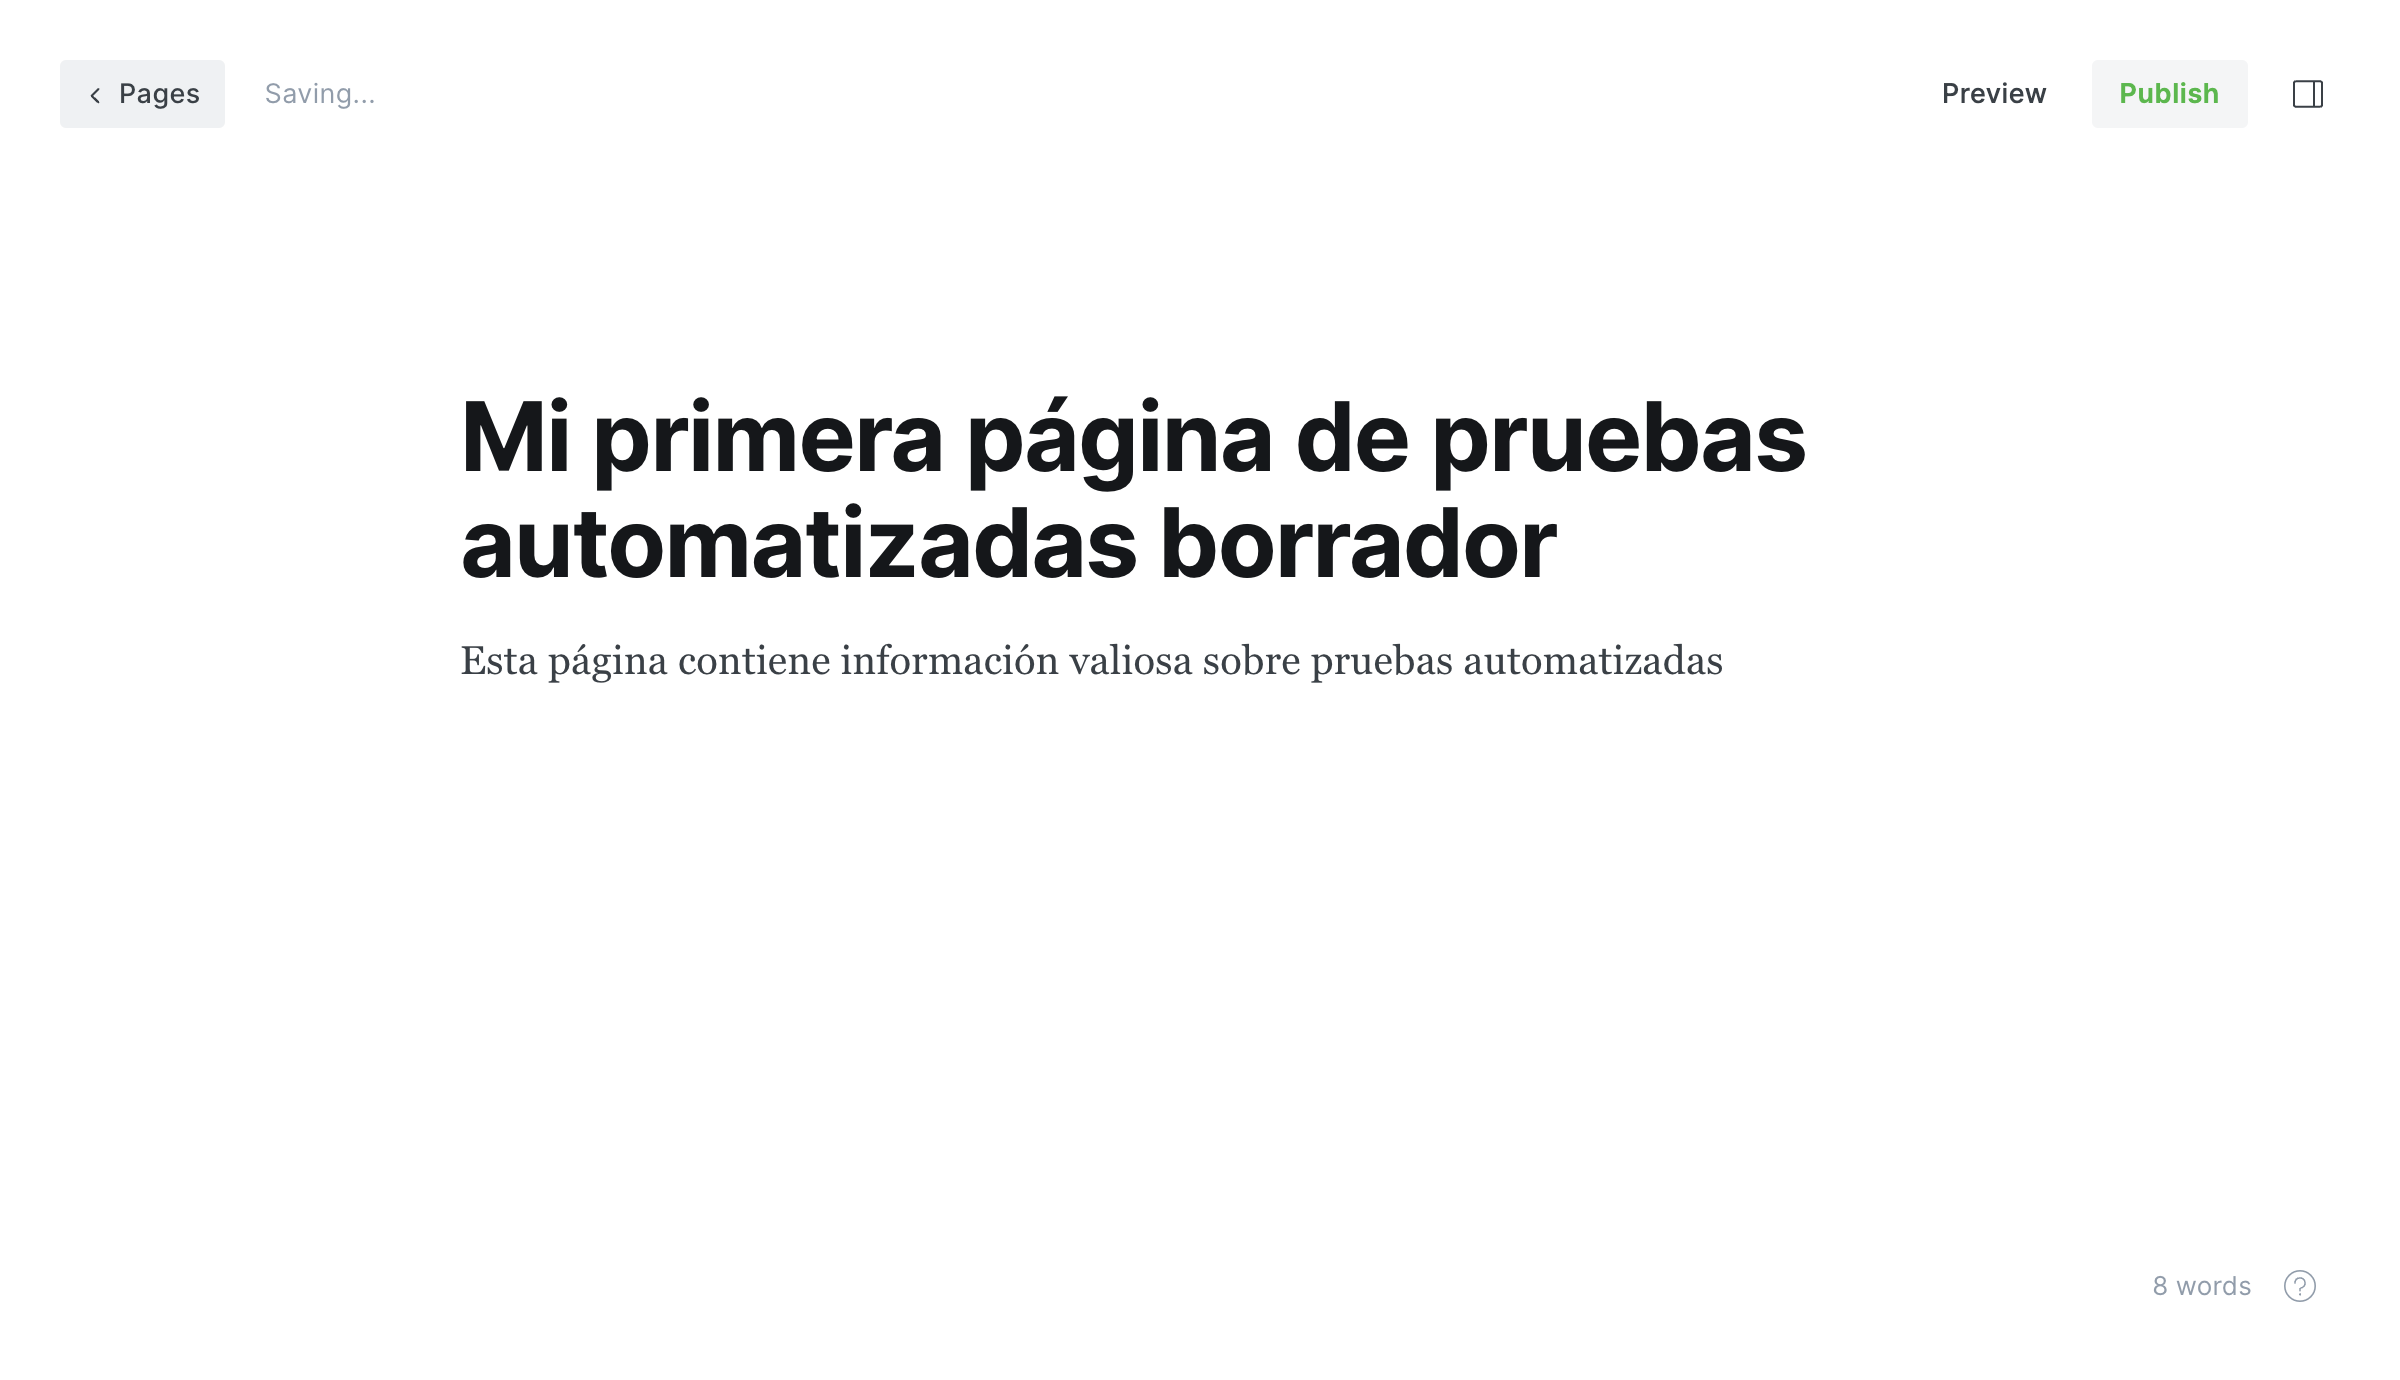 Pages
Saving...
Preview
Publish
Mi primera página de pruebas
automatizadas borrador
Esta página contiene información valiosa sobre pruebas automatizadas
8 words
?